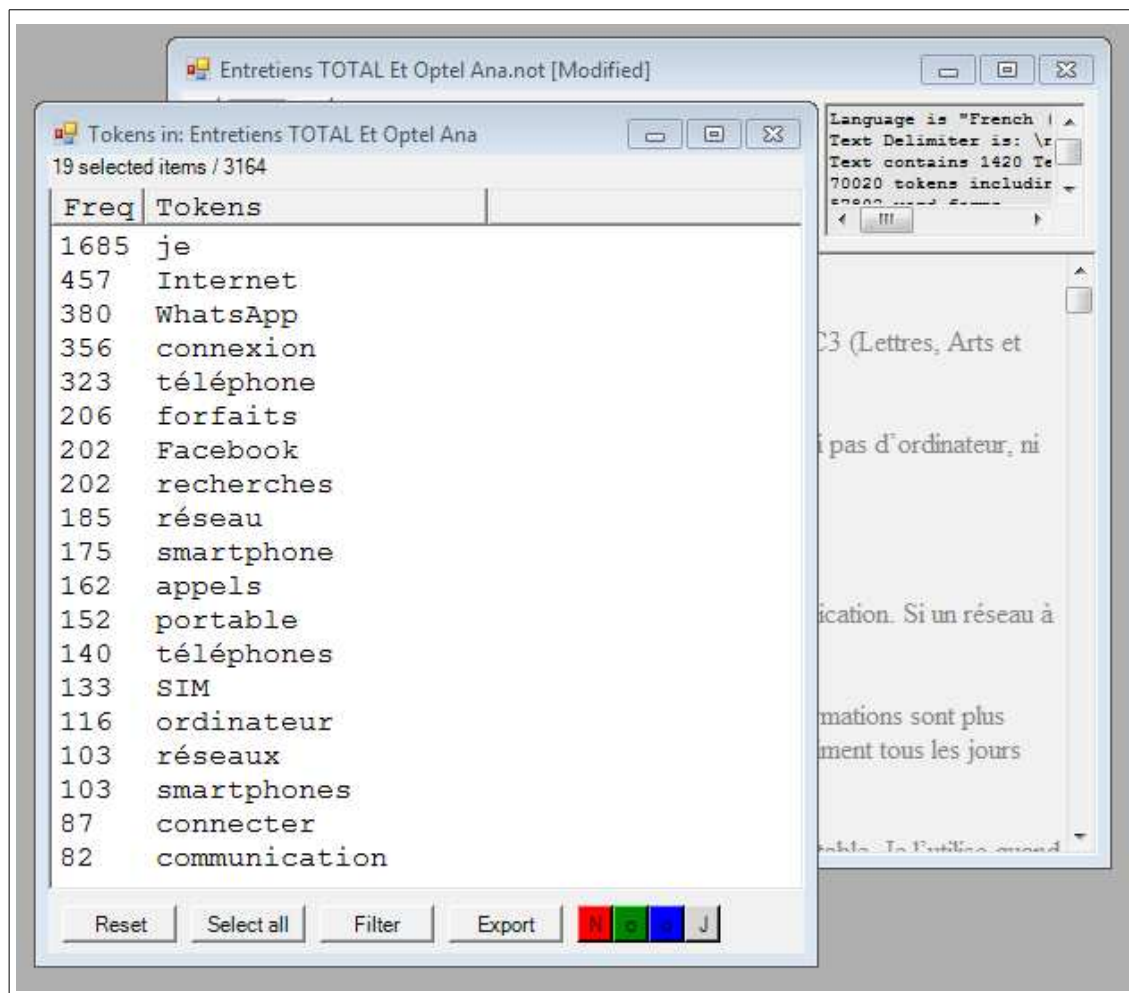 Entretiens TOTAL Et Optel Ana.not [Modified]
Language is "French (
Text Delimiter is: \r
Text contains 1420 Te
70020 tokens includir
Tokens in: Entretiens TOTAL Et Optel Ana
19 selected items / 3164
Freq Tokens
1685 je
457 Internet
380 WhatsApp
356 connexion
323 téléphone
206 forfaits
202 Facebook
202 recherches
185 réseau
175 smartphone
162 appels
152 portable
140 téléphones
133 SIM
116 ordinateur
103 réseaux
103 smartphones
87 connecter
82 communication
Reset Select all Filter Export N o o J
C3 (Lettres, Arts et
i pas d'ordinateur, ni
ication. Si un réseau à
mations sont plus
iment tous les jours